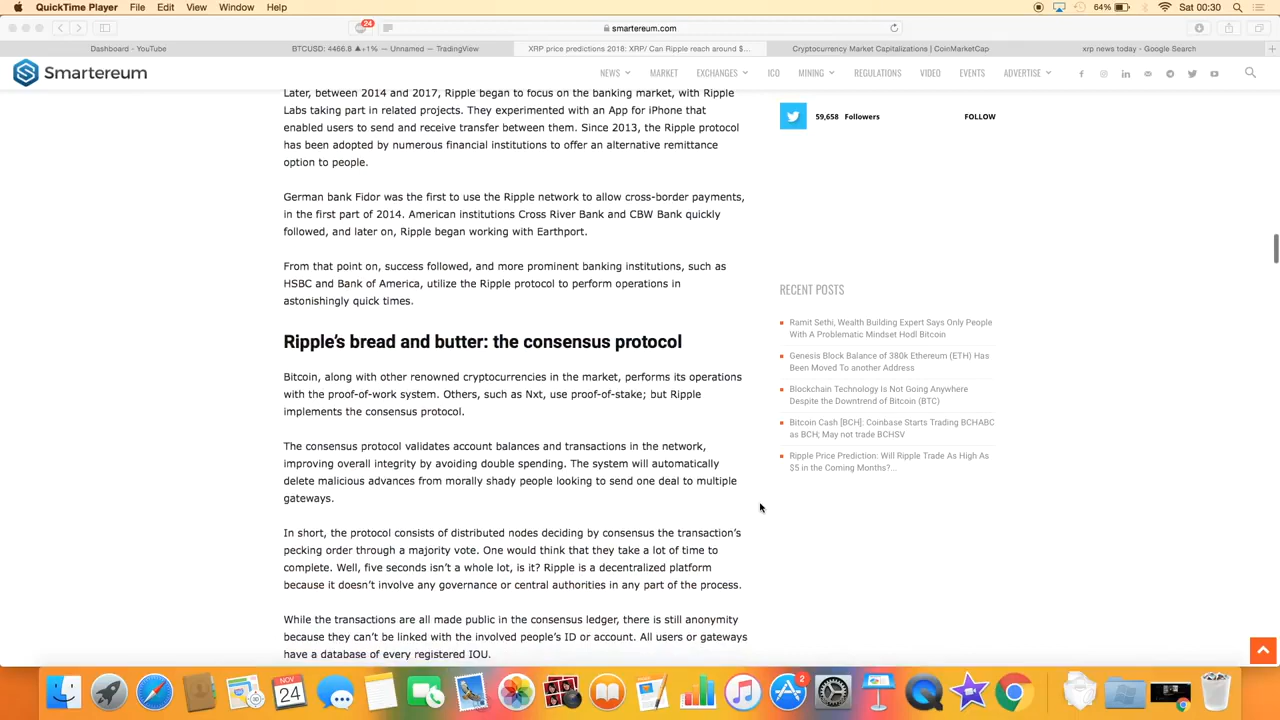 QuickTime Player File Edit View Window Help
64% Sat 00:30
24
smartereum.com
Dashboard - YouTube
BTCUSD: 4466.8 ▲+1% — Unnamed — TradingView
XRP price predictions 2018: XRP/ Can Ripple reach around $...
Cryptocurrency Market Capitalizations | CoinMarketCap
xrp news today - Google Search
Smartereum
NEWS MARKET EXCHANGES ICO MINING REGULATIONS VIDEO EVENTS ADVERTISE
Later, between 2014 and 2017, Ripple began to focus on the banking market, with Ripple
Labs taking part in related projects. They experimented with an App for iPhone that
enabled users to send and receive transfer between them. Since 2013, the Ripple protocol
has been adopted by numerous financial institutions to offer an alternative remittance
option to people.
German bank Fidor was the first to use the Ripple network to allow cross-border payments,
in the first part of 2014. American institutions Cross River Bank and CBW Bank quickly
followed, and later on, Ripple began working with Earthport.
From that point on, success followed, and more prominent banking institutions, such as
HSBC and Bank of America, utilize the Ripple protocol to perform operations in
astonishingly quick times.
Ripple's bread and butter: the consensus protocol
Bitcoin, along with other renowned cryptocurrencies in the market, performs its operations
with the proof-of-work system. Others, such as Nxt, use proof-of-stake; but Ripple
implements the consensus protocol.
The consensus protocol validates account balances and transactions in the network,
improving overall integrity by avoiding double spending. The system will automatically
delete malicious advances from morally shady people looking to send one deal to multiple
gateways.
In short, the protocol consists of distributed nodes deciding by consensus the transaction's
pecking order through a majority vote. One would think that they take a lot of time to
complete. Well, five seconds isn't a whole lot, is it? Ripple is a decentralized platform
because it doesn't involve any governance or central authorities in any part of the process.
While the transactions are all made public in the consensus ledger, there is still anonymity
because they can't be linked with the involved people's ID or account. All users or gateways
have a database of every registered IOU.
59,658 Followers FOLLOW
RECENT POSTS
Ramit Sethi, Wealth Building Expert Says Only People
With A Problematic Mindset Hodl Bitcoin
Genesis Block Balance of 380k Ethereum (ETH) Has
Been Moved To another Address
Blockchain Technology Is Not Going Anywhere
Despite the Downtrend of Bitcoin (BTC)
Bitcoin Cash [BCH]: Coinbase Starts Trading BCHABC
as BCH; May not trade BCHSV
Ripple Price Prediction: Will Ripple Trade As High As
$5 in the Coming Months?...
NOV
24
2